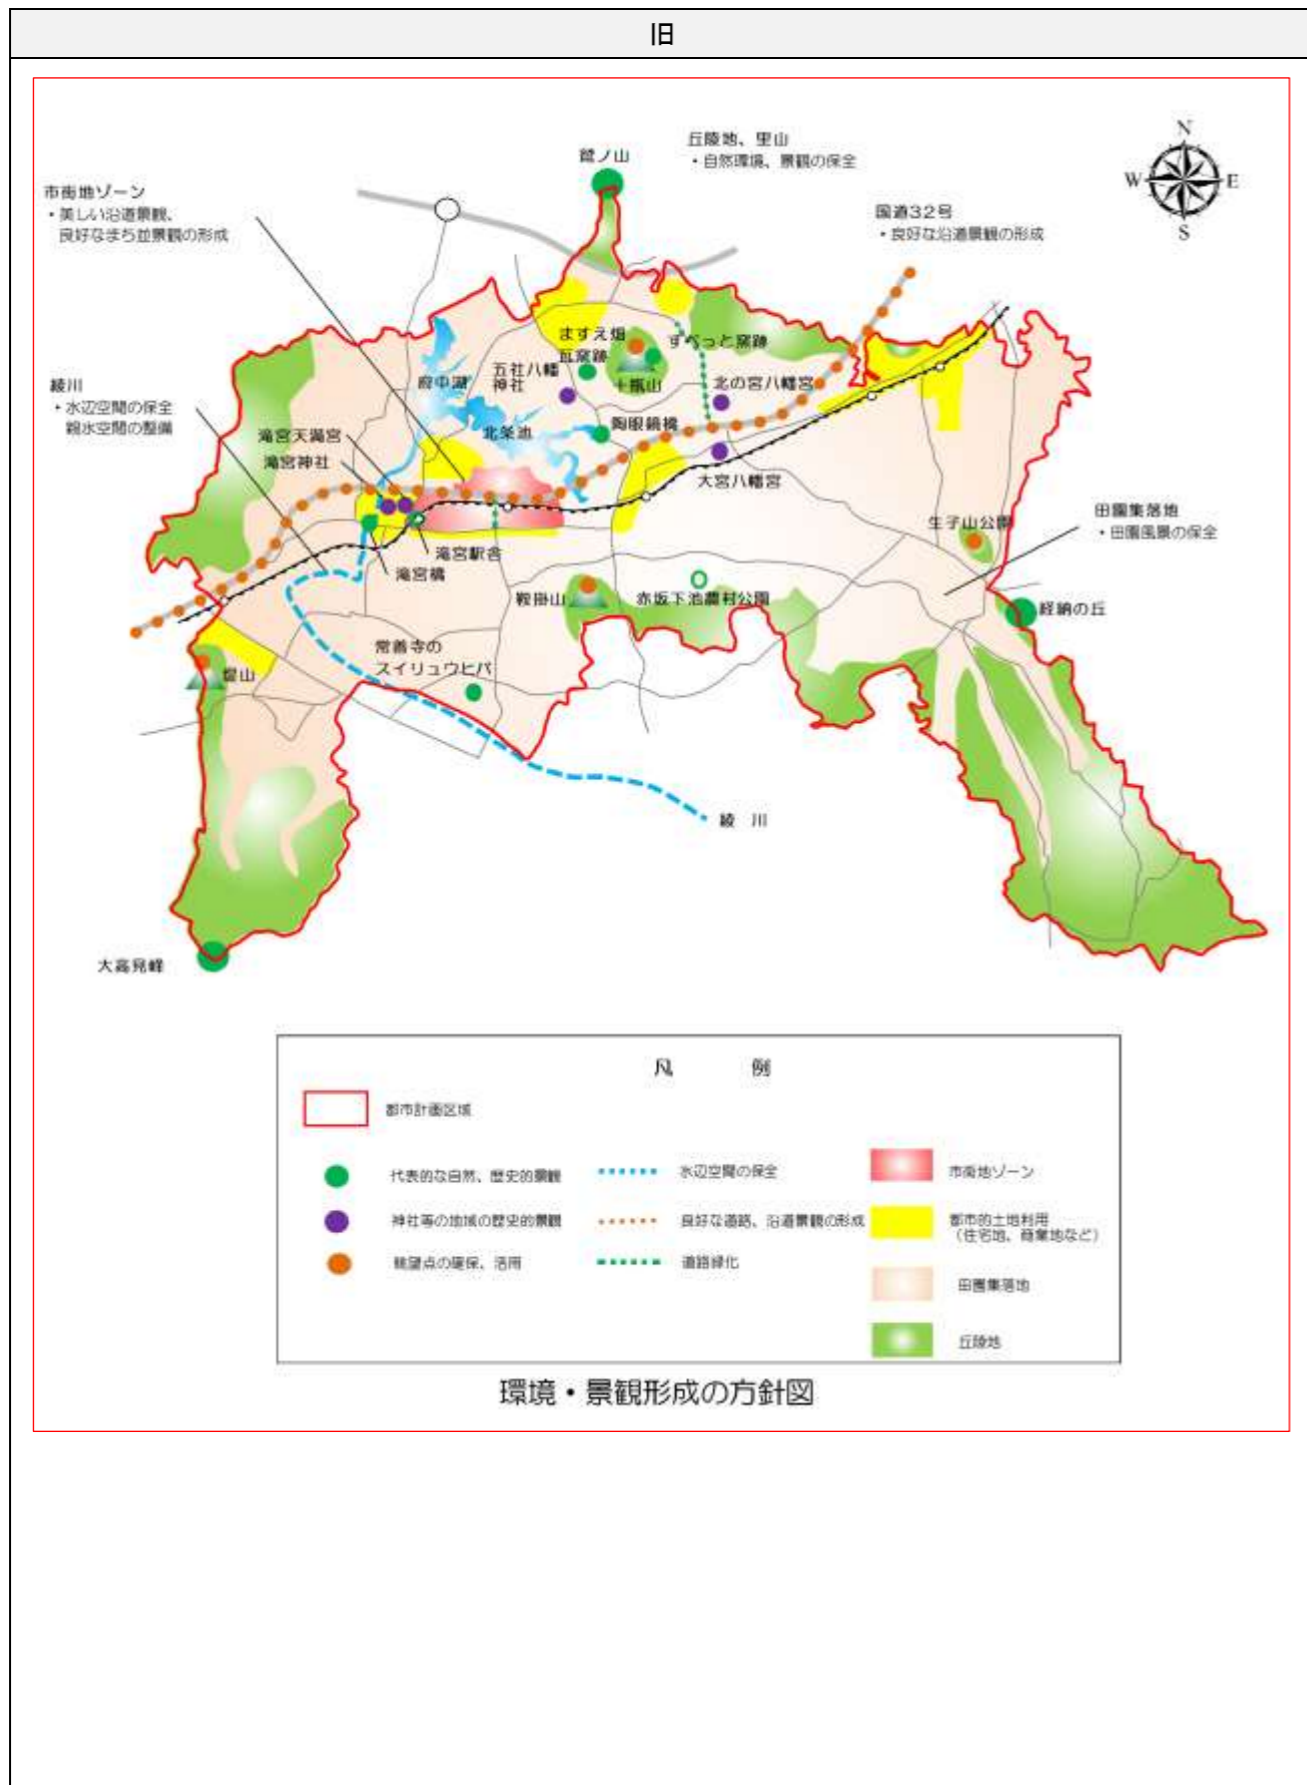 旧
丘陵地、里山
・自然環境、景観の保全
鷲ノ山
N
W
E
S
市街地ゾーン
・美しい沿道景観、
良好なまち並景観の形成
国道32号
・良好な沿道景観の形成
ますえ畑
瓦窯跡
すべっと窯跡
府中湖
五社八幡
神社
十瓶山
北の宮八幡宮
綾川
・水辺空間の保全
親水空間の整備
北条池
陶眼鏡橋
滝宮天満宮
滝宮神社
大宮八幡宮
田園集落地
・田園風景の保全
生子山公園
滝宮駅舎
滝宮橋
鞍掛山
赤坂下池農村公園
経納の丘
常善寺の
スイリュウヒバ
堤山
綾川
大高見峰
凡例
都市計画区域
代表的な自然、歴史的景観
水辺空間の保全
市街地ゾーン
神社等の地域の歴史的景観
良好な道路、沿道景観の形成
都市的土地利用
（住宅地、商業地など）
眺望点の確保、活用
道路緑化
田園集落地
丘陵地
環境・景観形成の方針図